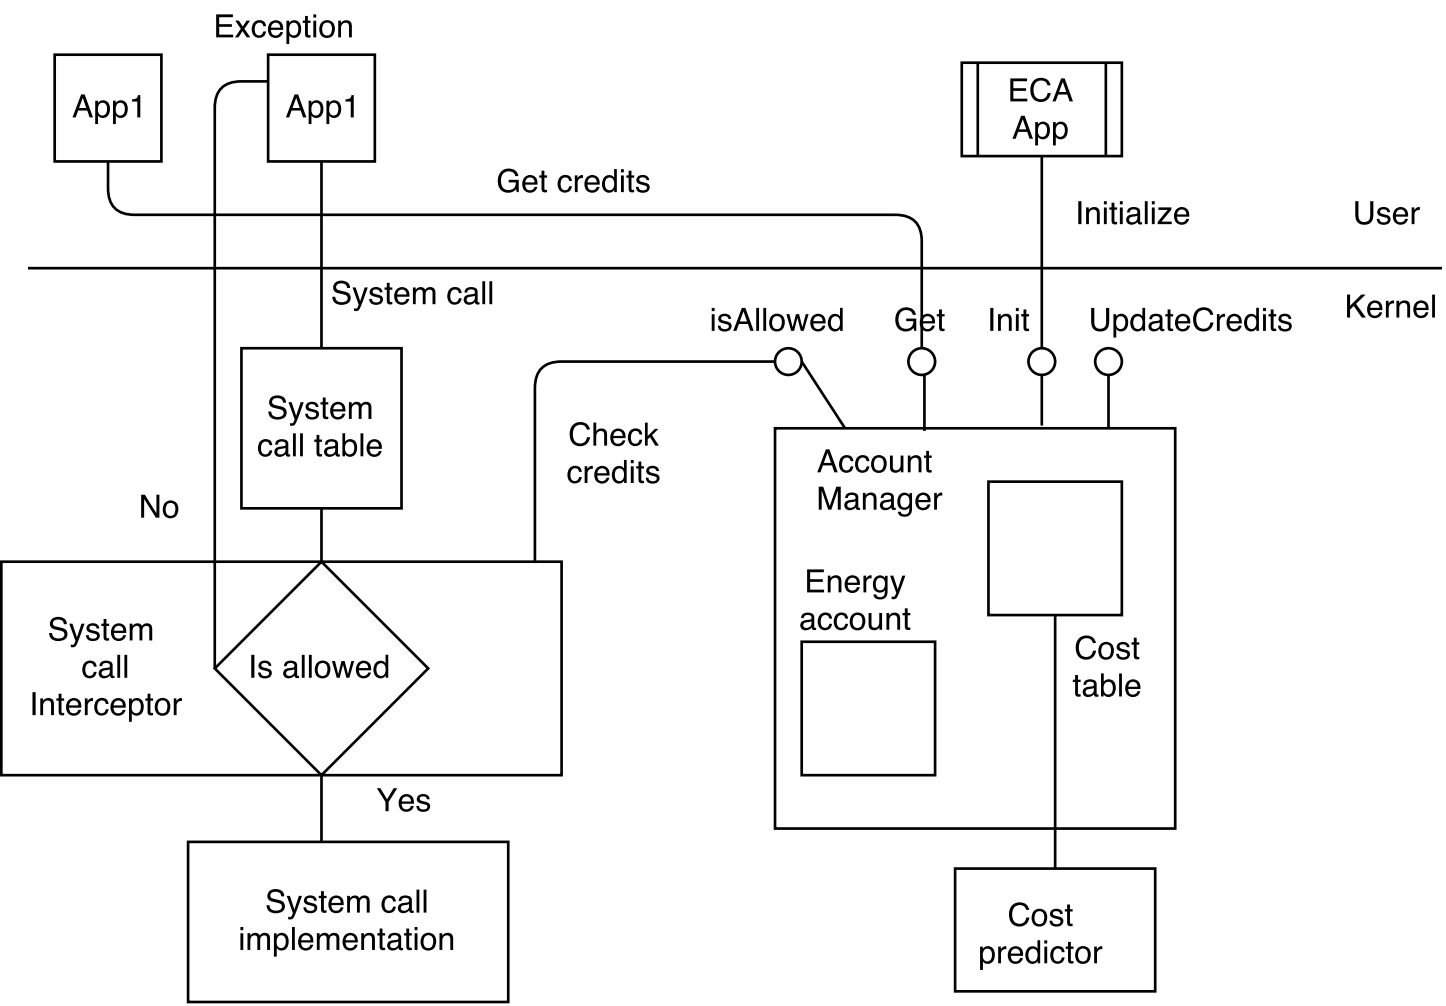 Exception
App1
App1
ECA
App
Get credits
Initialize
User
System call
Kernel
isAllowed
Get
Init
UpdateCredits
System
call table
Check
credits
Account
Manager
No
Energy
account
System
call
Interceptor
Is allowed
Cost
table
Yes
System call
implementation
Cost
predictor